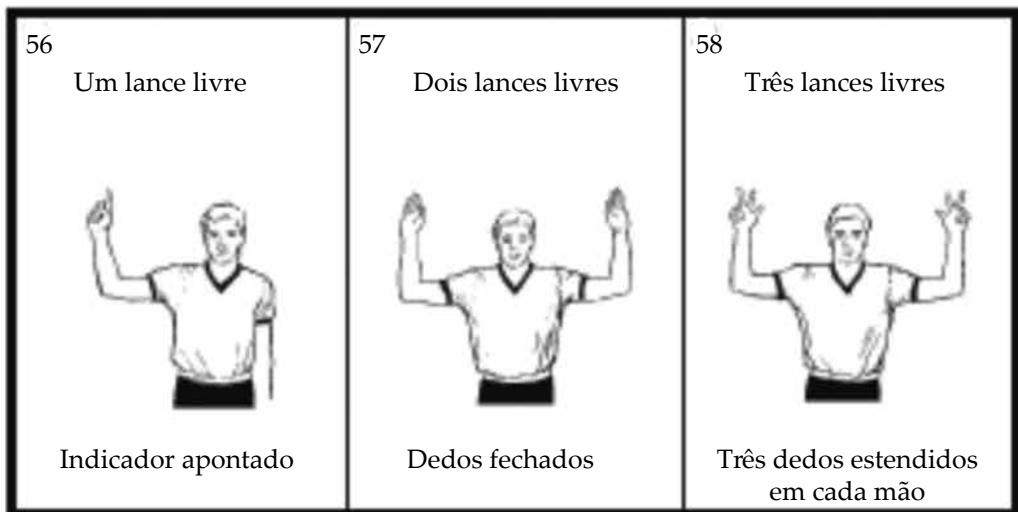 56
Um lance livre
Indicador apontado
57
Dois lances livres
Dedos fechados
58
Três lances livres
Três dedos estendidos
em cada mão